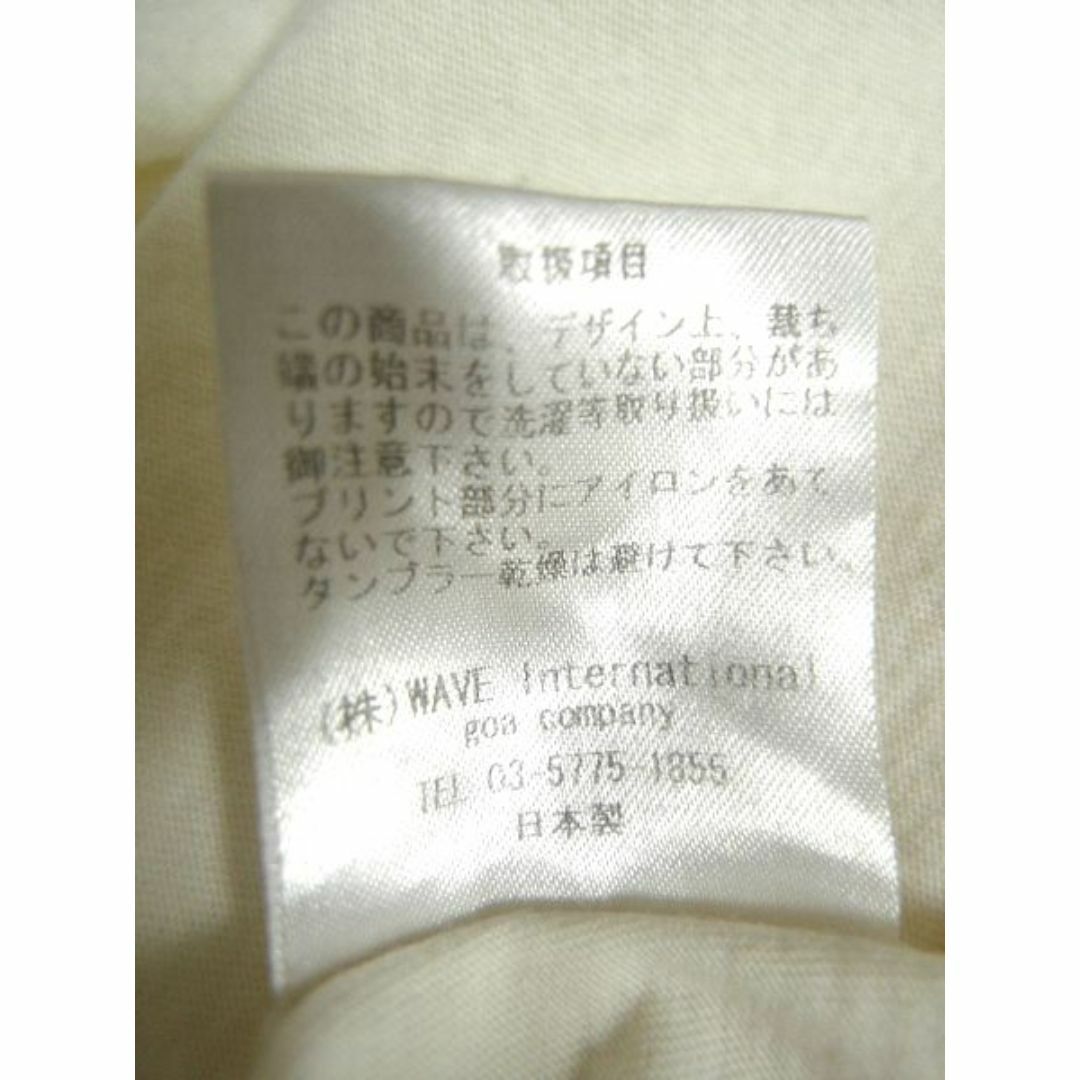 取扱項目
この商品は、デザイン上、裁ち
端の始末をしていない部分があ
りますので洗濯等取り扱いには
御注意下さい。
プリント部分にアイロンをあて
ないで下さい。
タンブラー乾燥は避けて下さい。
(株)WAVE International
goa company
TEL 03-5775-1856
日本製